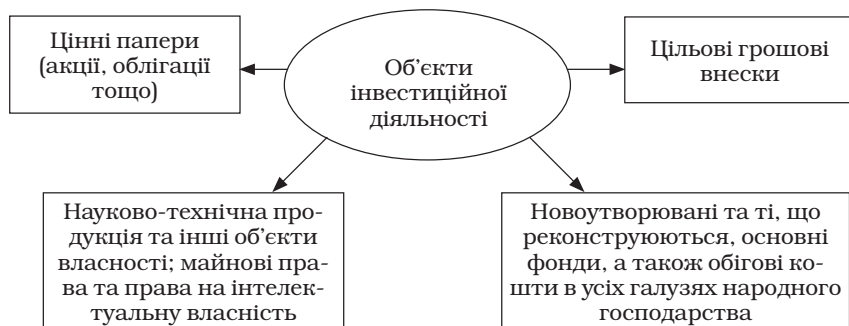 Цінні папери
(акції, облігації
тощо)
Об’єкти
інвестиційної
діяльності
Цільові грошові
внески
Науково-технічна про-
дукція та інші об’єкти
власності; майнові пра-
ва та права на інтелек-
туальну власність
Новоутворювані та ті, що
реконструюються, основні
фонди, а також обігові ко-
шти в усіх галузях народного
господарства